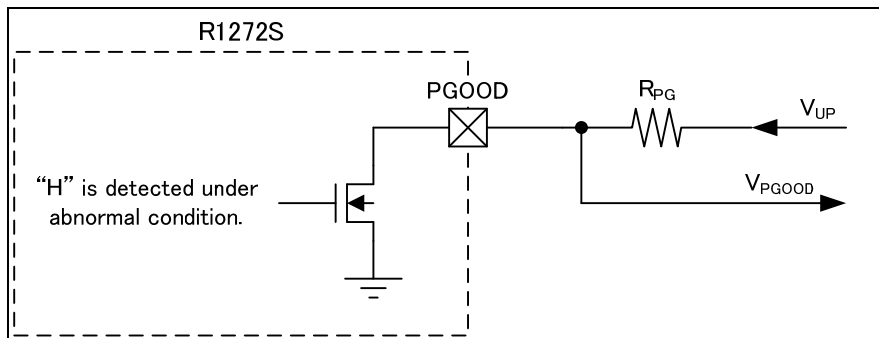 R1272S
PGOOD
RPG
VUP
“H” is detected under
abnormal condition.
VPGOOD